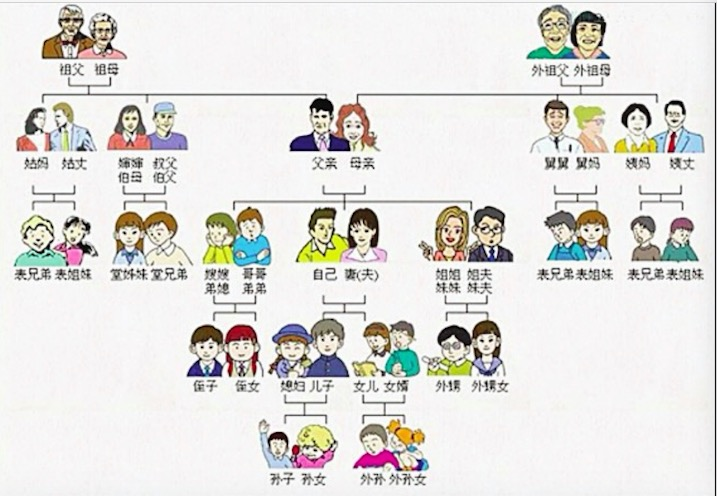 祖父 祖母
外祖父 外祖母
姑妈 姑丈
婶婶 叔父
伯母 伯父
父亲 母亲
舅舅 舅妈
姨妈 姨丈
表兄弟 表姐妹
堂姊妹 堂兄弟
嫂嫂 哥哥
弟媳 弟弟
自己 妻(夫)
姐姐 姐夫
妹妹 妹夫
表兄弟 表姐妹
表兄弟 表姐妹
侄子 侄女
媳妇 儿子
女儿 女婿
外甥 外甥女
孙子 孙女
外孙 外孙女